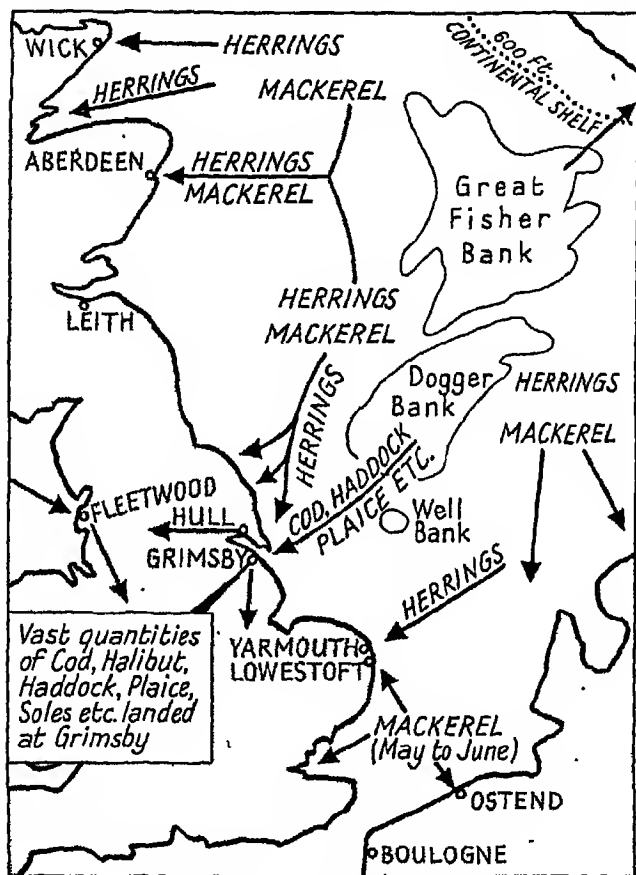 WICK
HERRINGS
HERRINGS
MACKEREL
600 Ft.
CONTINENTAL SHELF
ABERDEEN
HERRINGS
MACKEREL
Great
Fisher
Bank
LEITH
HERRINGS
MACKEREL
HERRINGS
Dogger
Bank
HERRINGS
MACKEREL
COD, HADDOCK
PLAICE ETC.
Well
Bank
FLEETWOOD
HULL
GRIMSBY
HERRINGS
Vast quantities
of Cod, Halibut,
Haddock, Plaice,
Soles etc. landed
at Grimsby
YARMOUTH
LOWESTOFT
MACKEREL
(May to June)
OSTEND
BOULOGNE